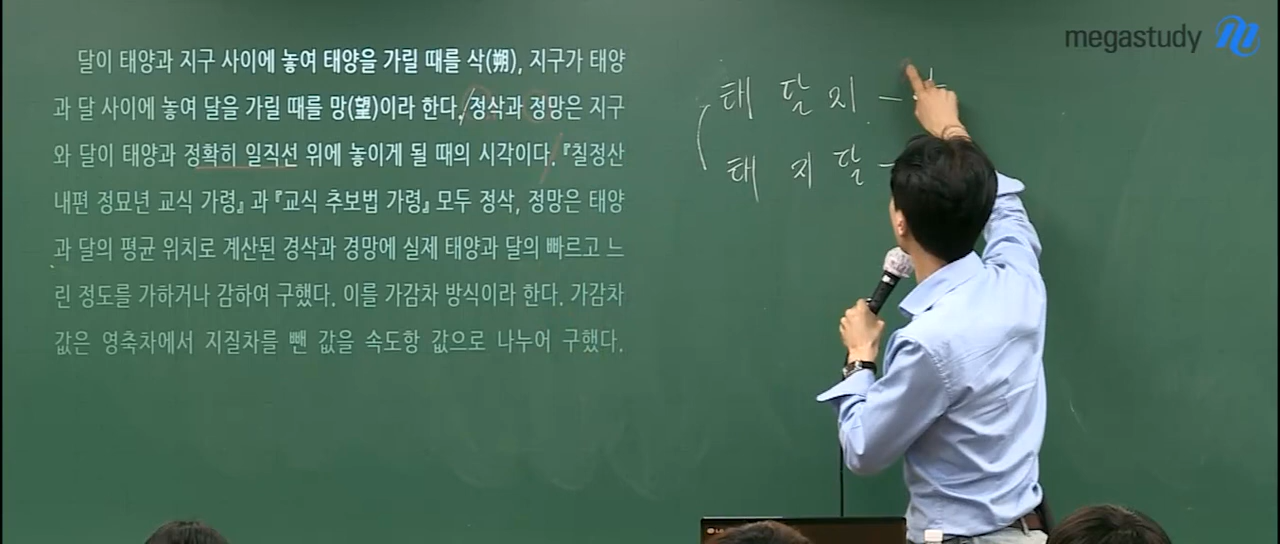 megastudy
달이 태양과 지구 사이에 놓여 태양을 가릴 때를 삭(朔), 지구가 태양
과 달 사이에 놓여 달을 가릴 때를 망(望)이라 한다. 정삭과 정망은 지구
와 달이 태양과 정확히 일직선 위에 놓이게 될 때의 시각이다. 『칠정산
내편 정묘년 교식 가령』과 『교식 추보법 가령』 모두 정삭, 정망은 태양
과 달의 평균 위치로 계산된 경삭과 경망에 실제 태양과 달의 빠르고 느
린 정도를 가하거나 감하여 구했다. 이를 가감차 방식이라 한다. 가감차
값은 영축차에서 지질차를 뺀 값을 속도항 값으로 나누어 구했다.
태 달 지 –
태 지 달 –
LG